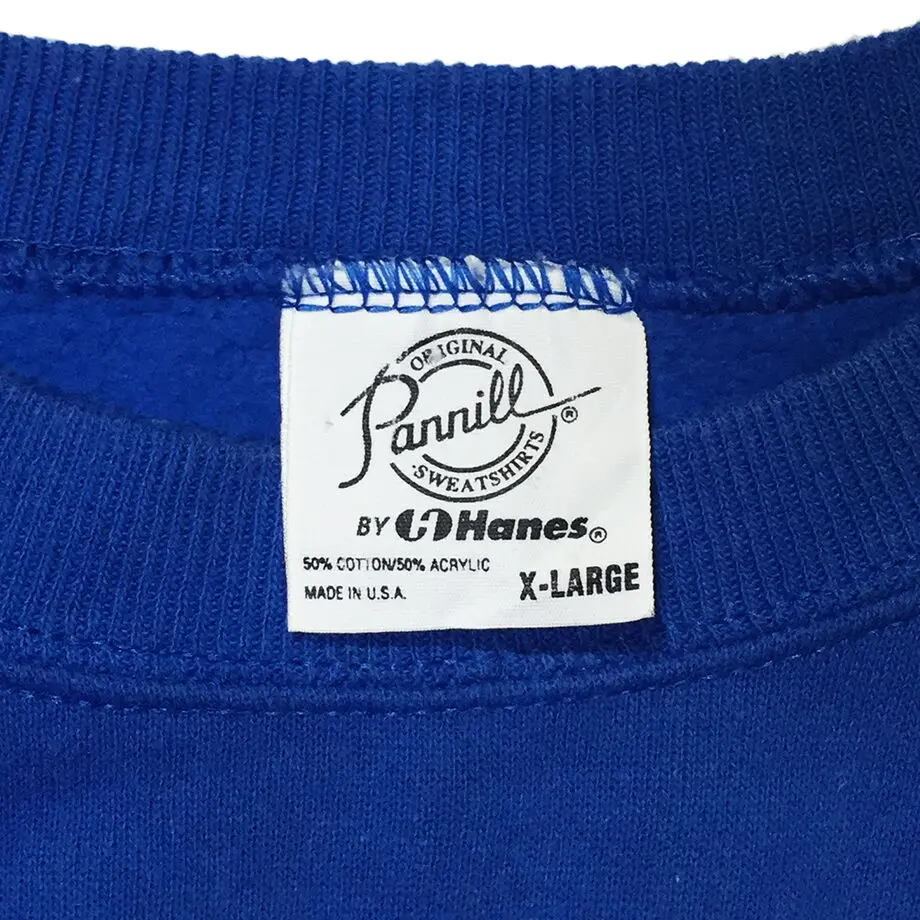 ORIGINAL
Pannill®
·SWEATSHIRTS
BY Hanes®
50% COTTON/50% ACRYLIC
MADE IN U.S.A.
X-LARGE